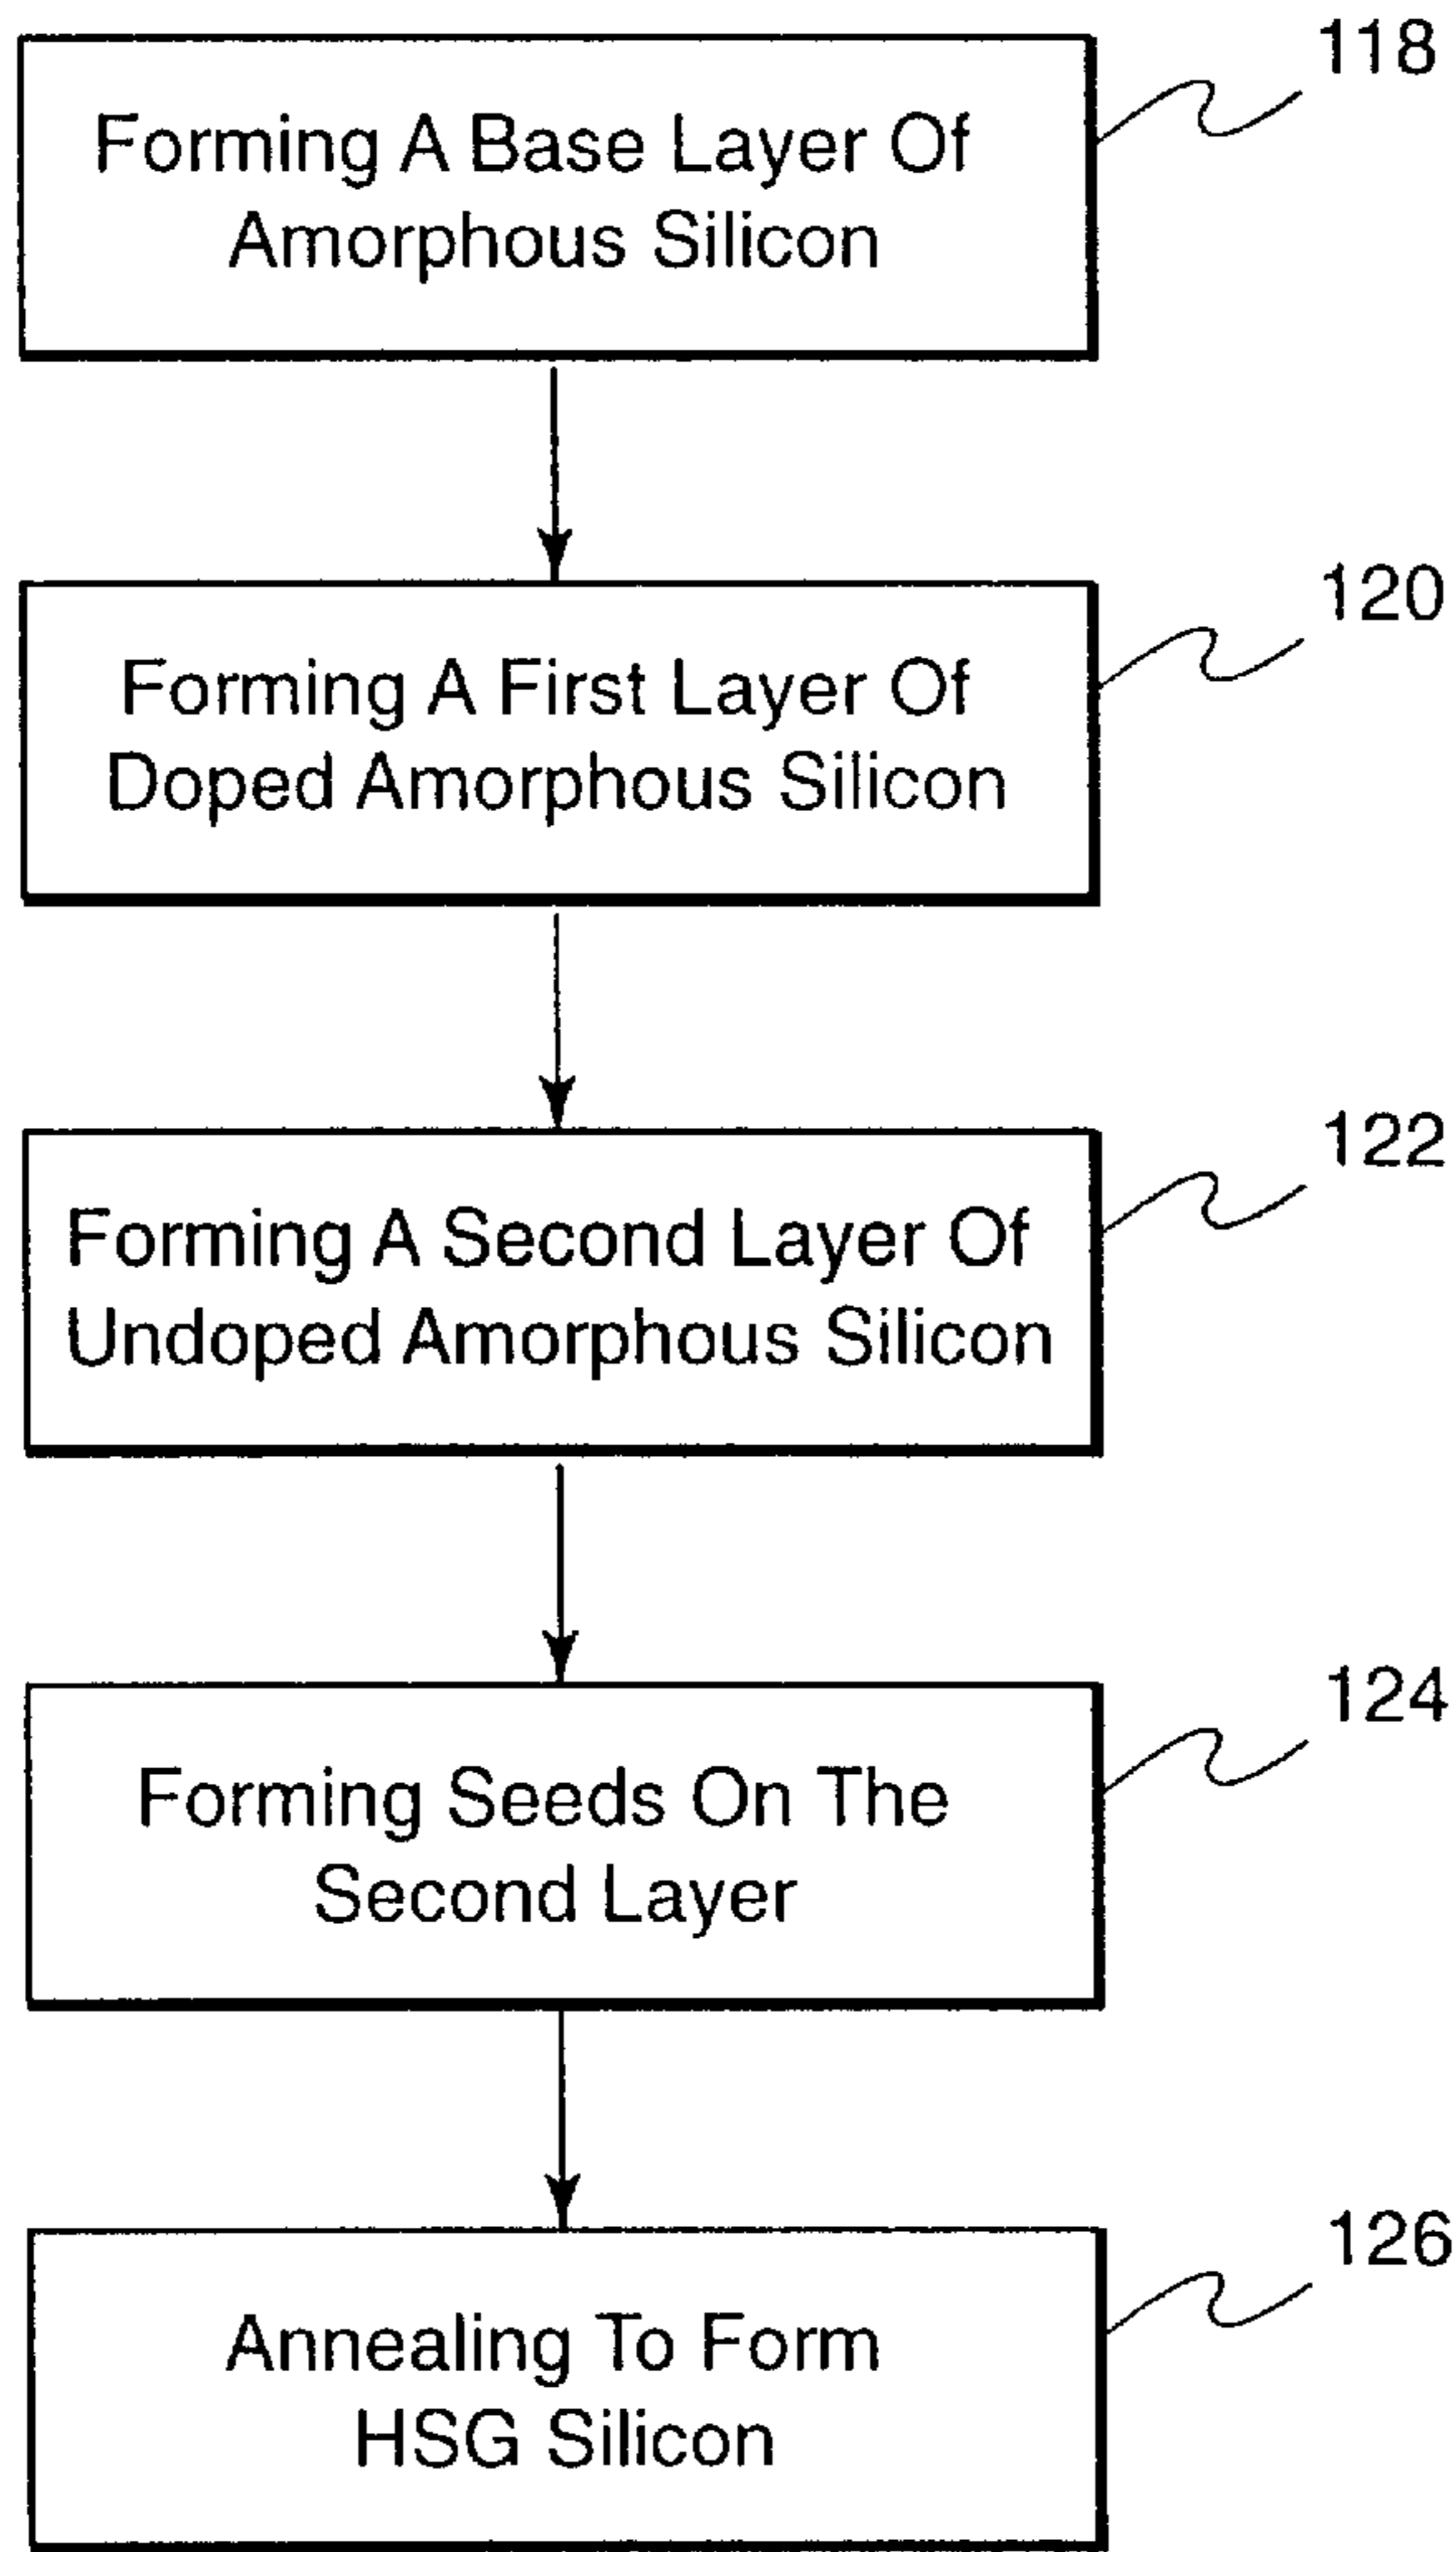 118
Forming A Base Layer Of
Amorphous Silicon
120
Forming A First Layer Of
Doped Amorphous Silicon
122
Forming A Second Layer Of
Undoped Amorphous Silicon
124
Forming Seeds On The
Second Layer
126
Annealing To Form
HSG Silicon